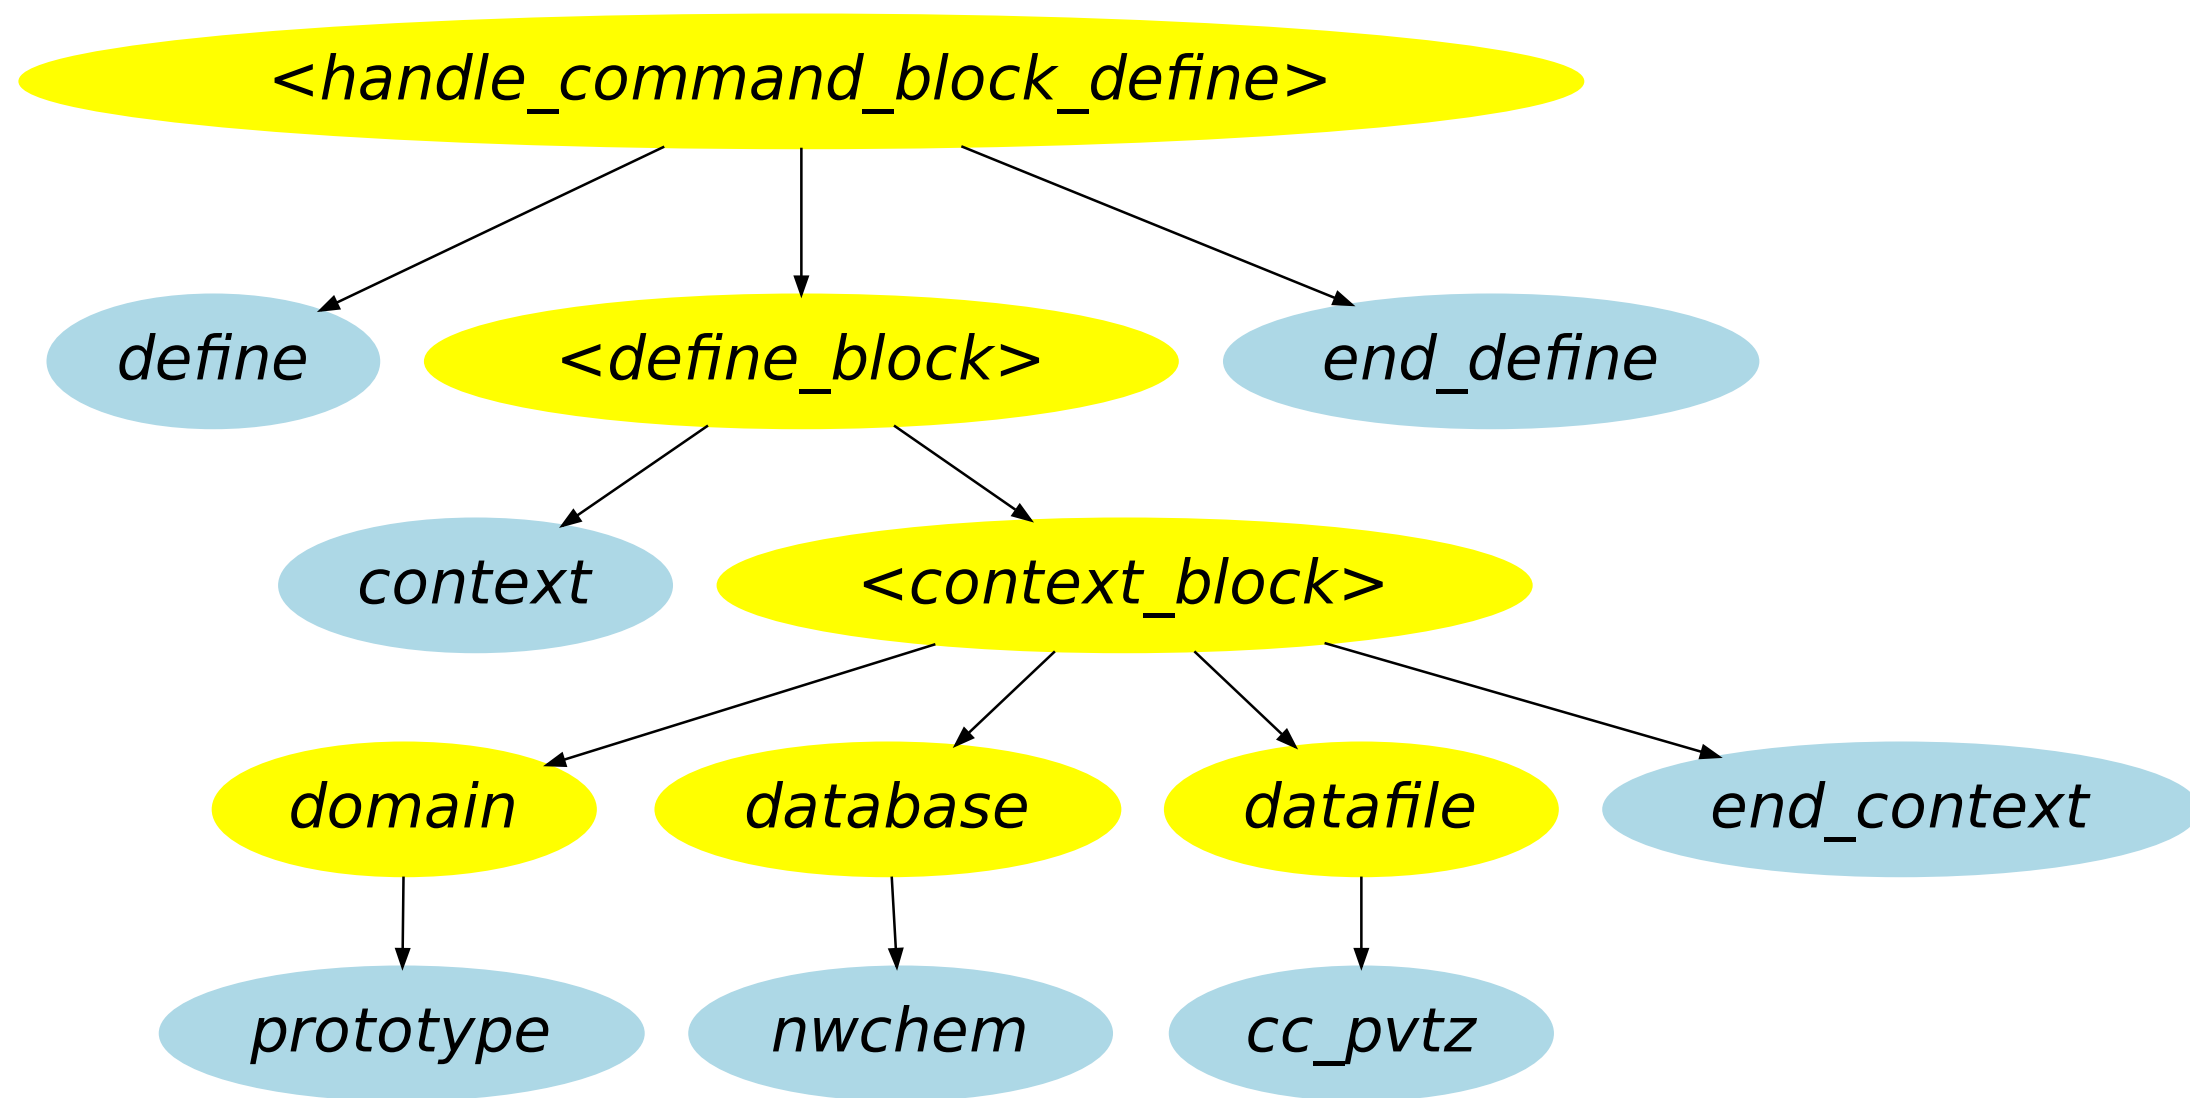 <handle_command_block_define>
define
<define_block>
end_define
context
<context_block>
domain
database
datafile
end_context
prototype
nwchem
cc_pvtz